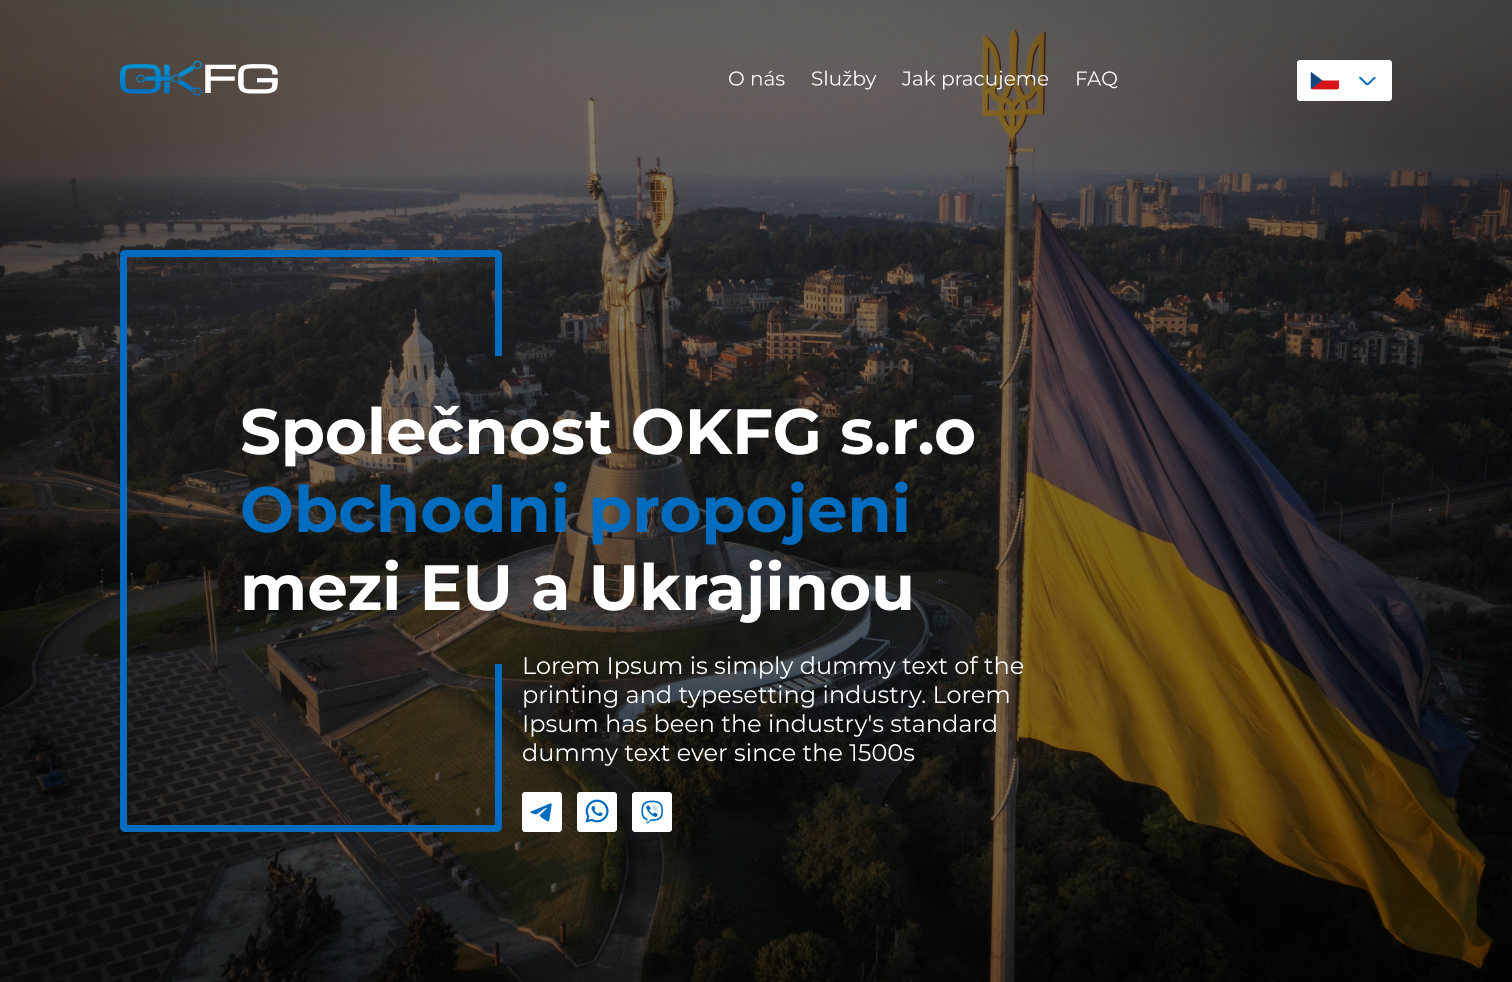 OKFG
O nás Služby Jak pracujeme FAQ
Společnost OKFG s.r.o
Obchodni propojeni
mezi EU a Ukrajinou
Lorem Ipsum is simply dummy text of the
printing and typesetting industry. Lorem
Ipsum has been the industry's standard
dummy text ever since the 1500s